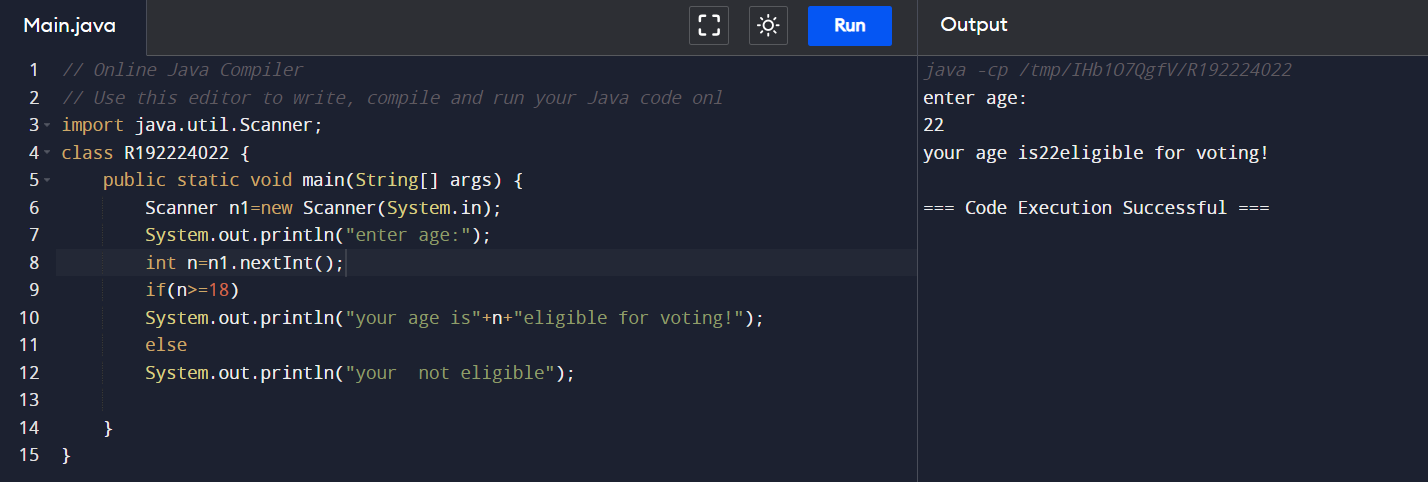 Main.java
Run
Output
1 // Online Java Compiler
2 // Use this editor to write, compile and run your Java code onl
3 import java.util.Scanner;
4 class R192224022 {
5 public static void main(String[] args) {
6 Scanner n1=new Scanner(System.in);
7 System.out.println("enter age:");
8 int n=n1.nextInt();
9 if(n>=18)
10 System.out.println("your age is"+n+"eligible for voting!");
11 else
12 System.out.println("your  not eligible");
13
14 }
15 }
java -cp /tmp/IHb1O7QgfV/R192224022
enter age:
22
your age is22eligible for voting!
=== Code Execution Successful ===